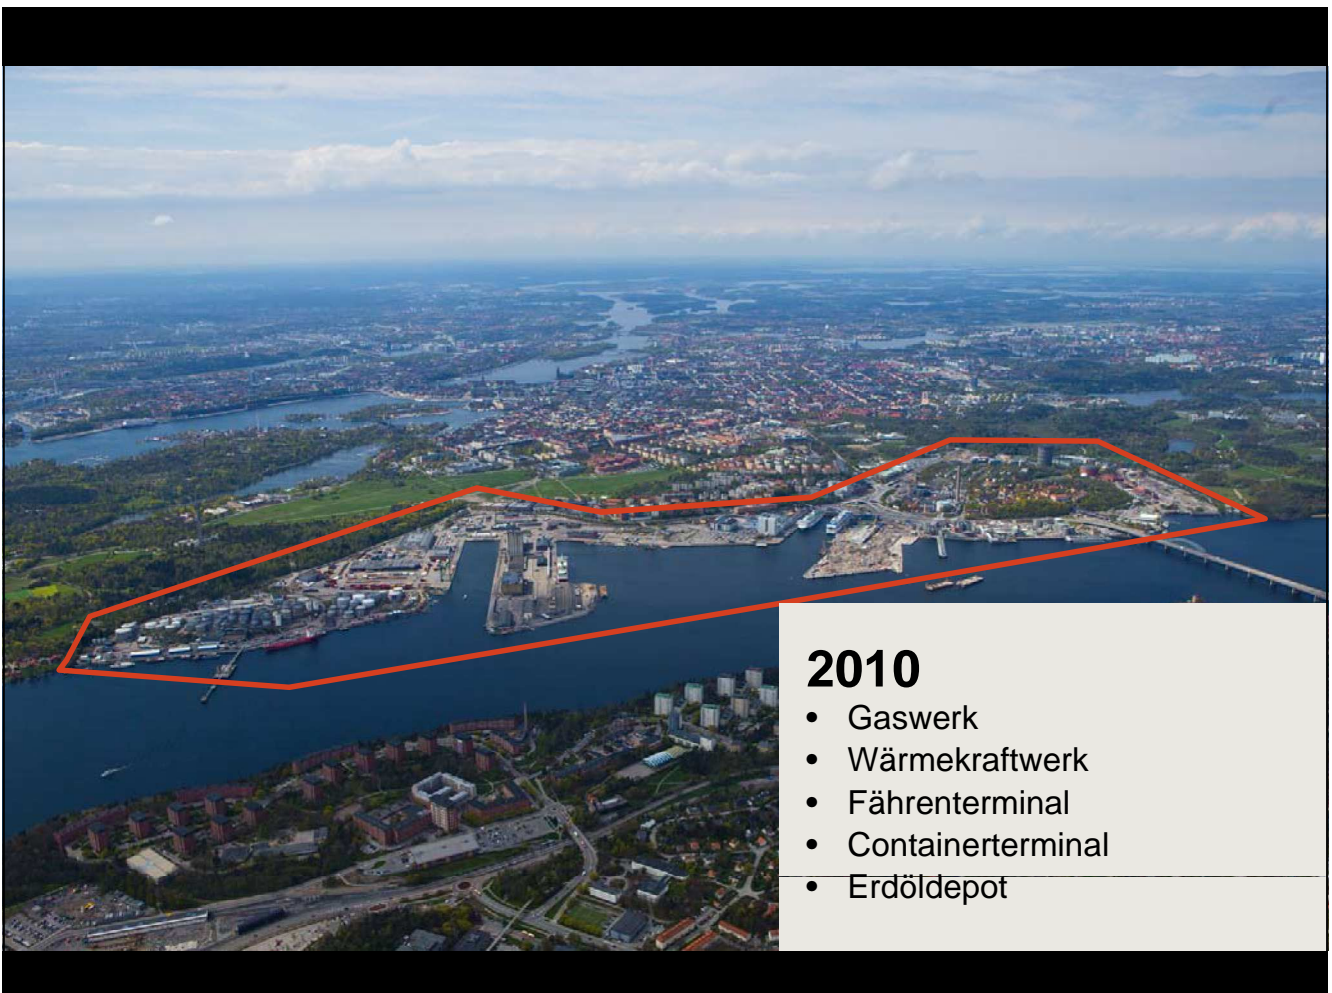 2010
• Gaswerk
• Wärmekraftwerk
• Fährenterminal
• Containerterminal
• Erdöldepot